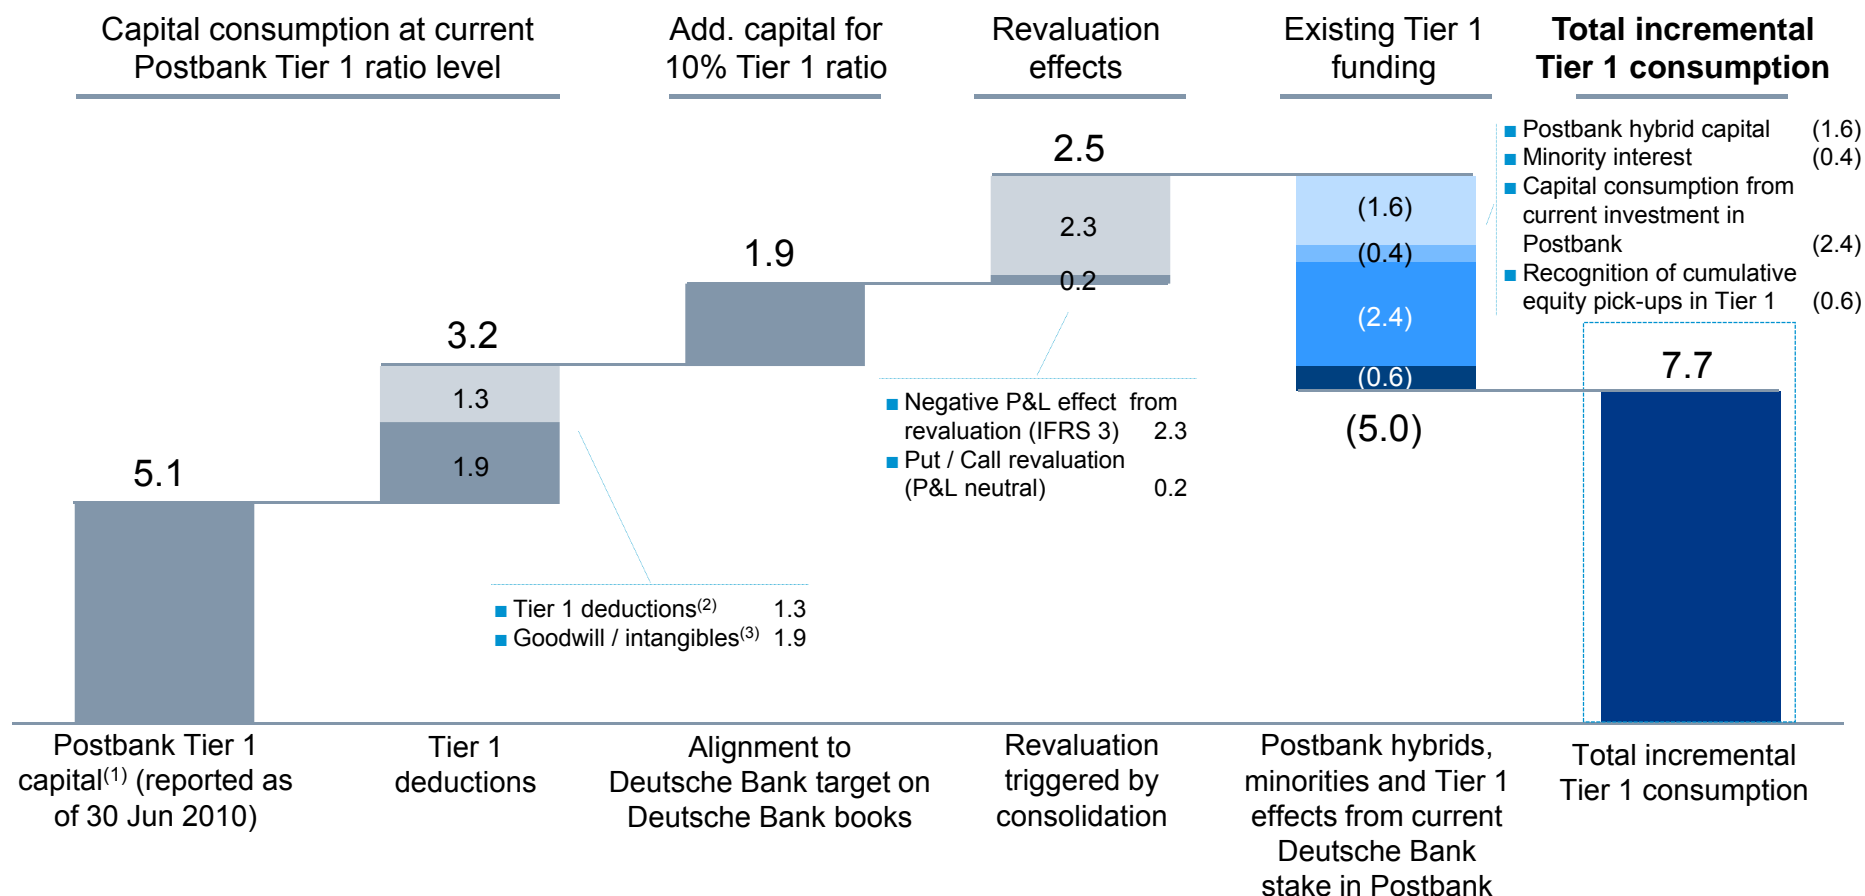 Capital consumption at current
Postbank Tier 1 ratio level
Add. capital for
10% Tier 1 ratio
Revaluation
effects
Existing Tier 1
funding
Total incremental
Tier 1 consumption
5.1
3.2
1.3
1.9
1.9
2.5
2.3
0.2
(1.6)
(0.4)
(2.4)
(0.6)
(5.0)
7.7
■ Postbank hybrid capital (1.6)
■ Minority interest (0.4)
■ Capital consumption from
current investment in
Postbank (2.4)
■ Recognition of cumulative
equity pick-ups in Tier 1 (0.6)
■ Negative P&L effect from
revaluation (IFRS 3) 2.3
■ Put / Call revaluation
(P&L neutral) 0.2
■ Tier 1 deductions(2) 1.3
■ Goodwill / intangibles(3) 1.9
Postbank Tier 1
capital(1) (reported as
of 30 Jun 2010)
Tier 1
deductions
Alignment to
Deutsche Bank target on
Deutsche Bank books
Revaluation
triggered by
consolidation
Postbank hybrids,
minorities and Tier 1
effects from current
Deutsche Bank
stake in Postbank
Total incremental
Tier 1 consumption